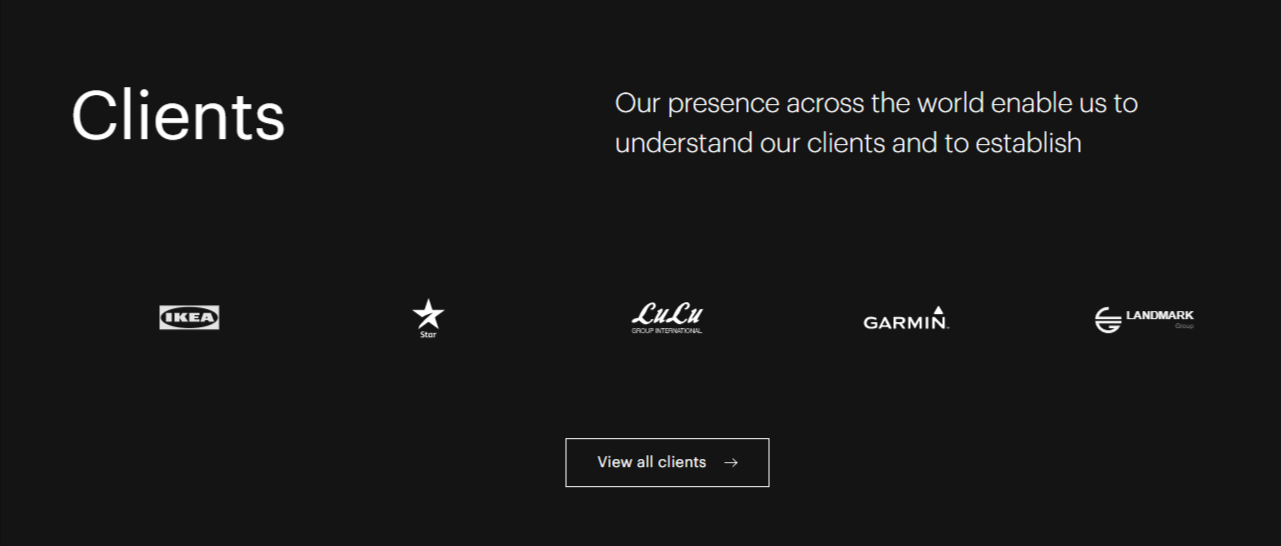 Clients
Our presence across the world enable us to
understand our clients and to establish
IKEA
Star
LuLu
GROUP INTERNATIONAL
GARMIN
LANDMARK
Group
View all clients →